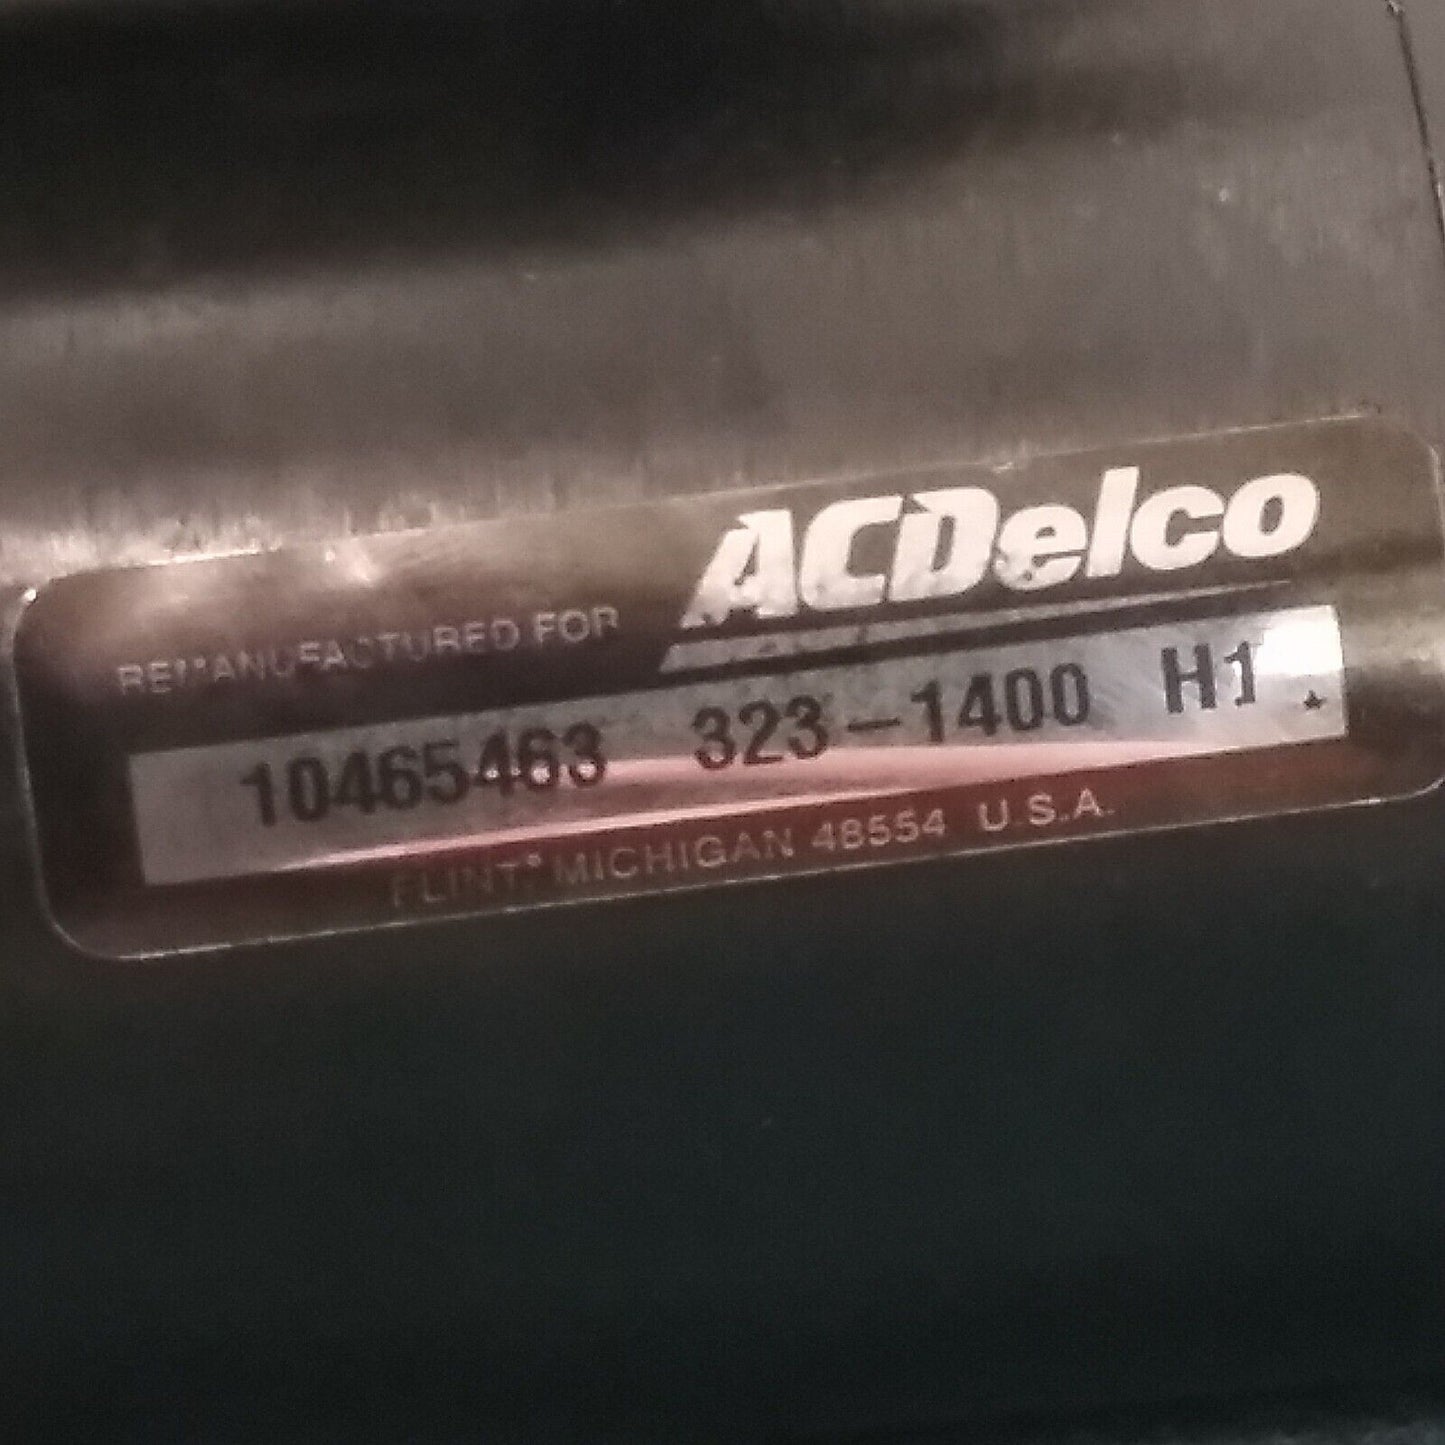 ACDelco
REMANUFACTURED FOR
10465463 323-1400 H1
FLINT, MICHIGAN 48554 U.S.A.